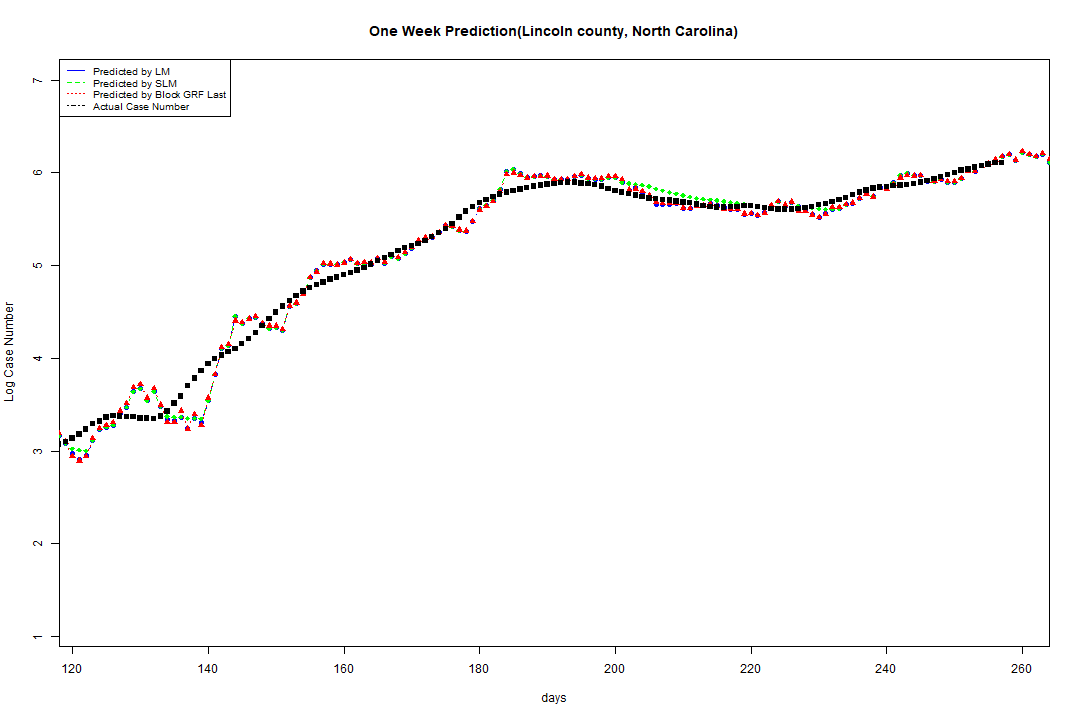 One Week Prediction(Lincoln county, North Carolina)
Predicted by LM
Predicted by SLM
Predicted by Block GRF Last
Actual Case Number
7
6
5
4
3
2
1
Log Case Number
120 140 160 180 200 220 240 260
days